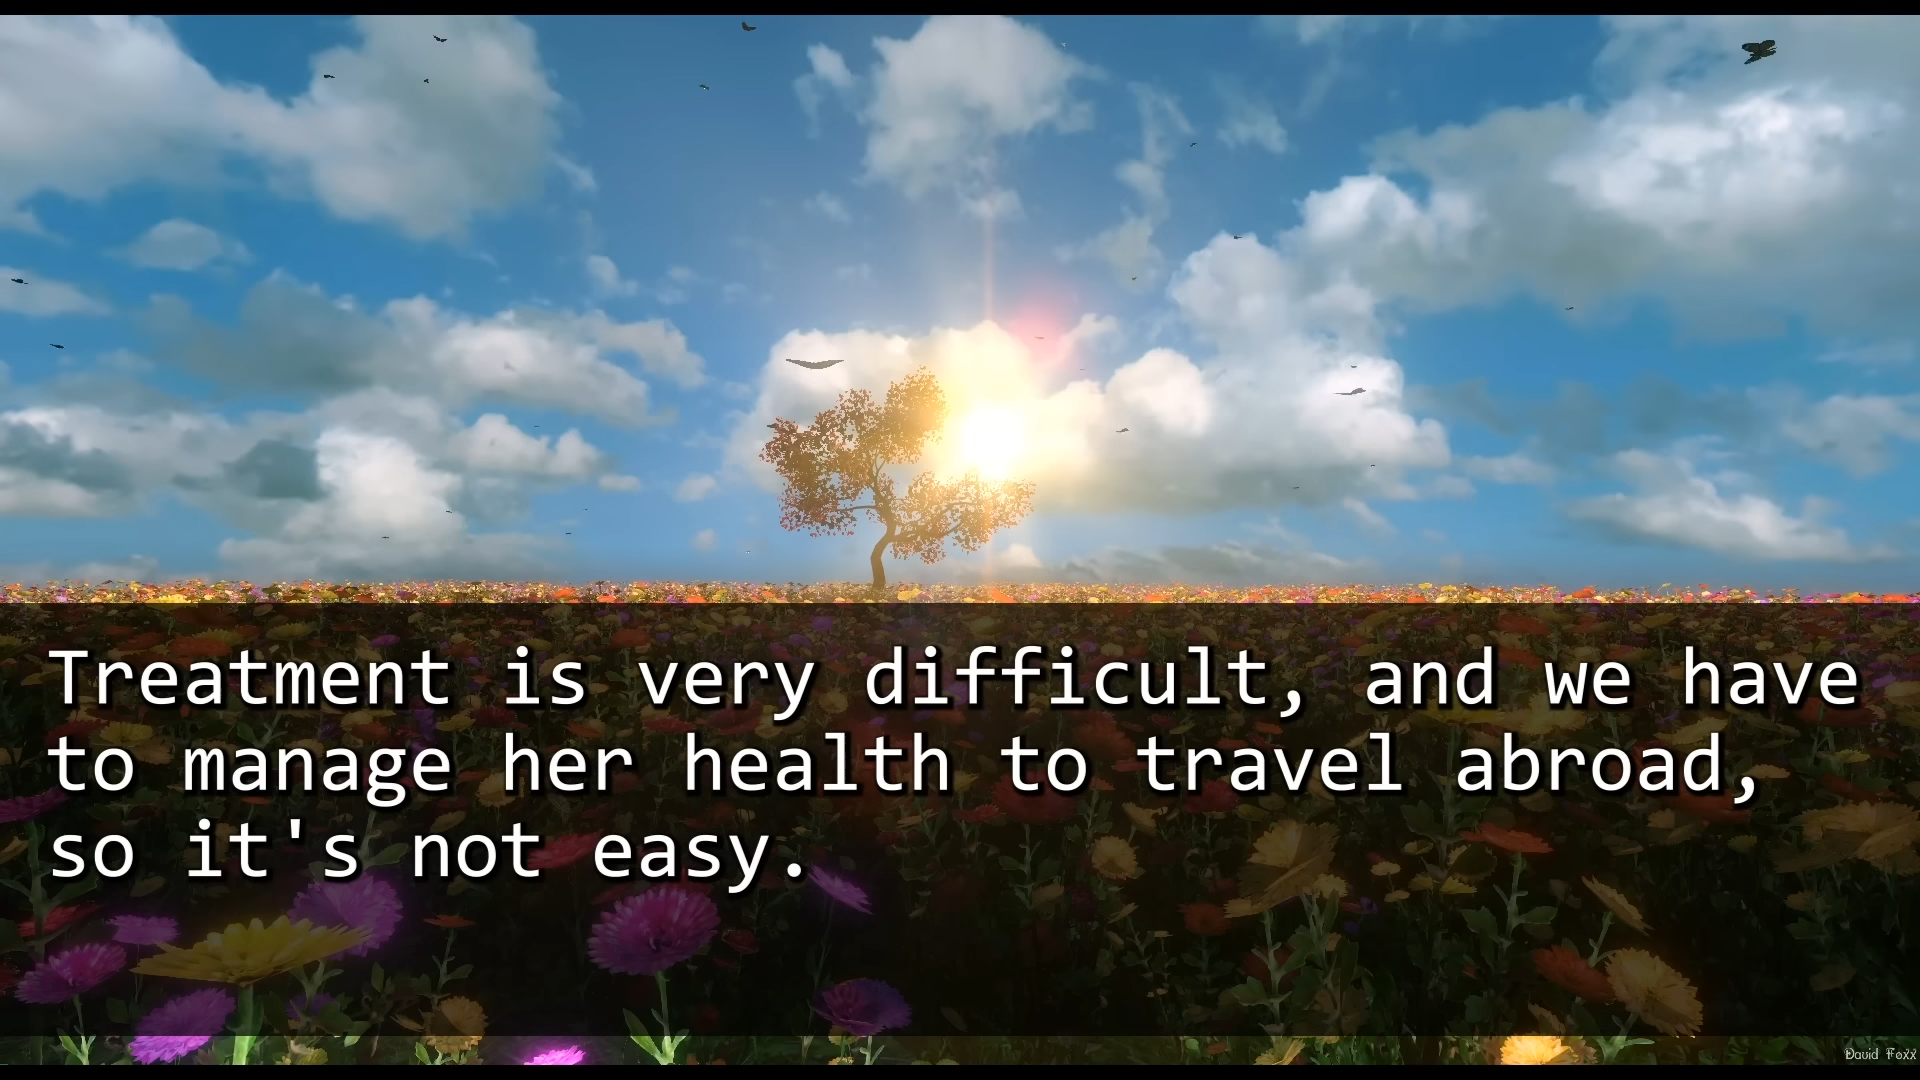 Treatment is very difficult, and we have
to manage her health to travel abroad,
so it's not easy.
David Foxx